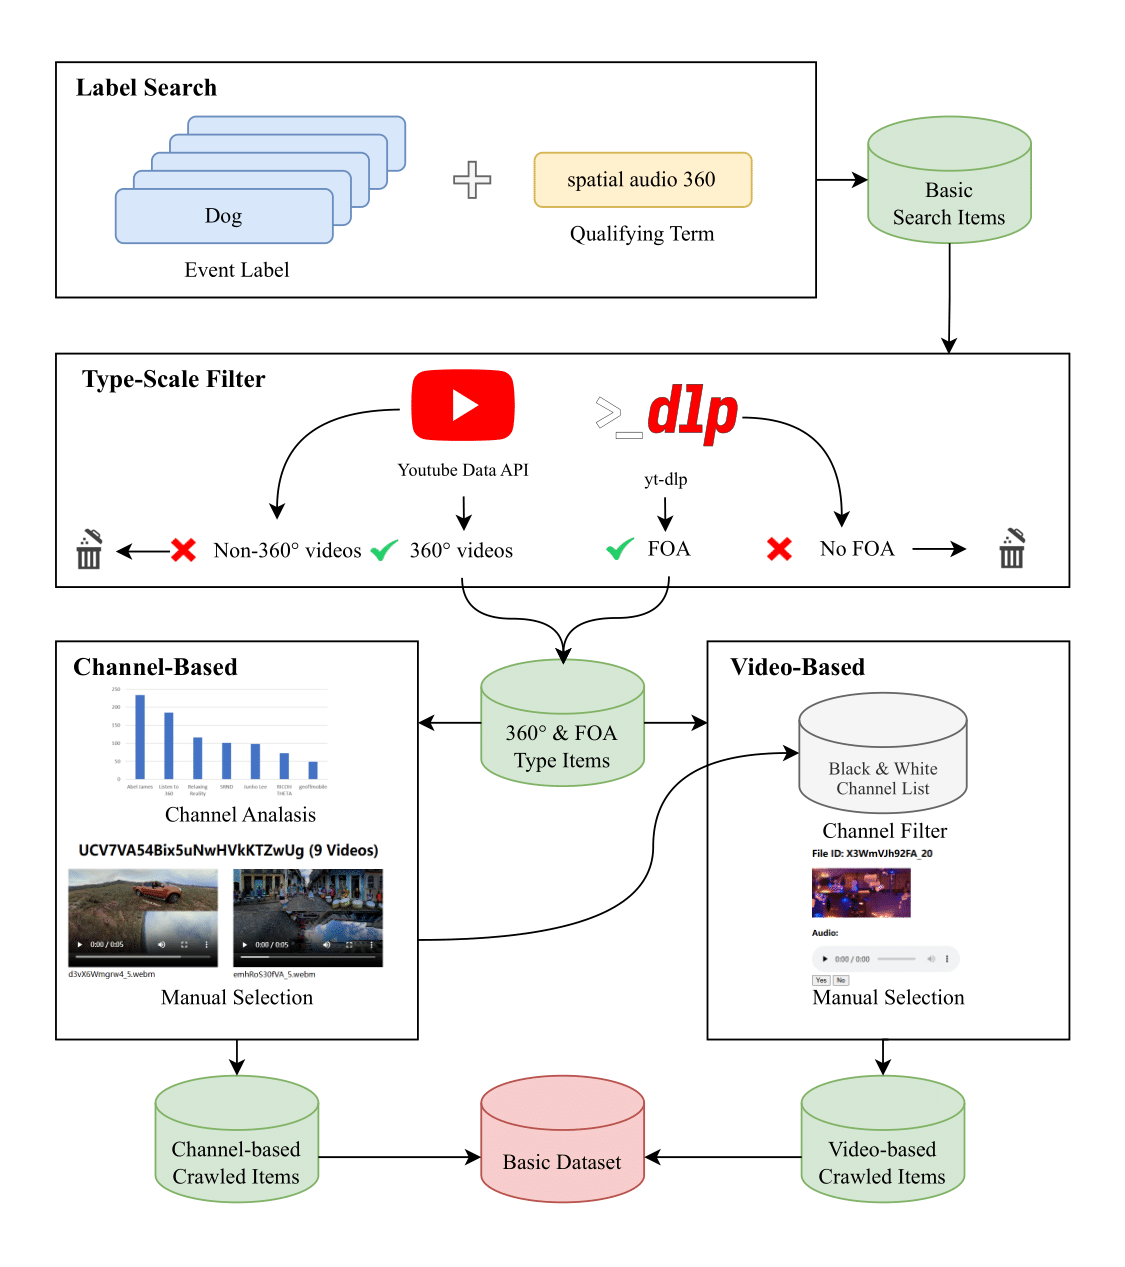 Label Search
Dog
Event Label
spatial audio 360
Qualifying Term
Basic
Search Items
Type-Scale Filter
>_dlp
Youtube Data API
yt-dlp
Non-360° videos
360° videos
FOA
No FOA
Channel-Based
250
200
150
100
50
0
Abel James
Listen to
360
Relaxing
Reality
SRND
Junho Lee
RICOH
THETA
geoffmobile
Channel Analasis
UCV7VA54Bix5uNwHVkKTZwUg (9 Videos)
0:00 / 0:05
0:00 / 0:05
d3vX6Wmgrw4_5.webm
emhRoS30fVA_5.webm
Manual Selection
360° & FOA
Type Items
Video-Based
Black & White
Channel List
Channel Filter
File ID: X3WmVJh92FA_20
Audio:
0:00 / 0:00
Yes No
Manual Selection
Channel-based
Crawled Items
Basic Dataset
Video-based
Crawled Items